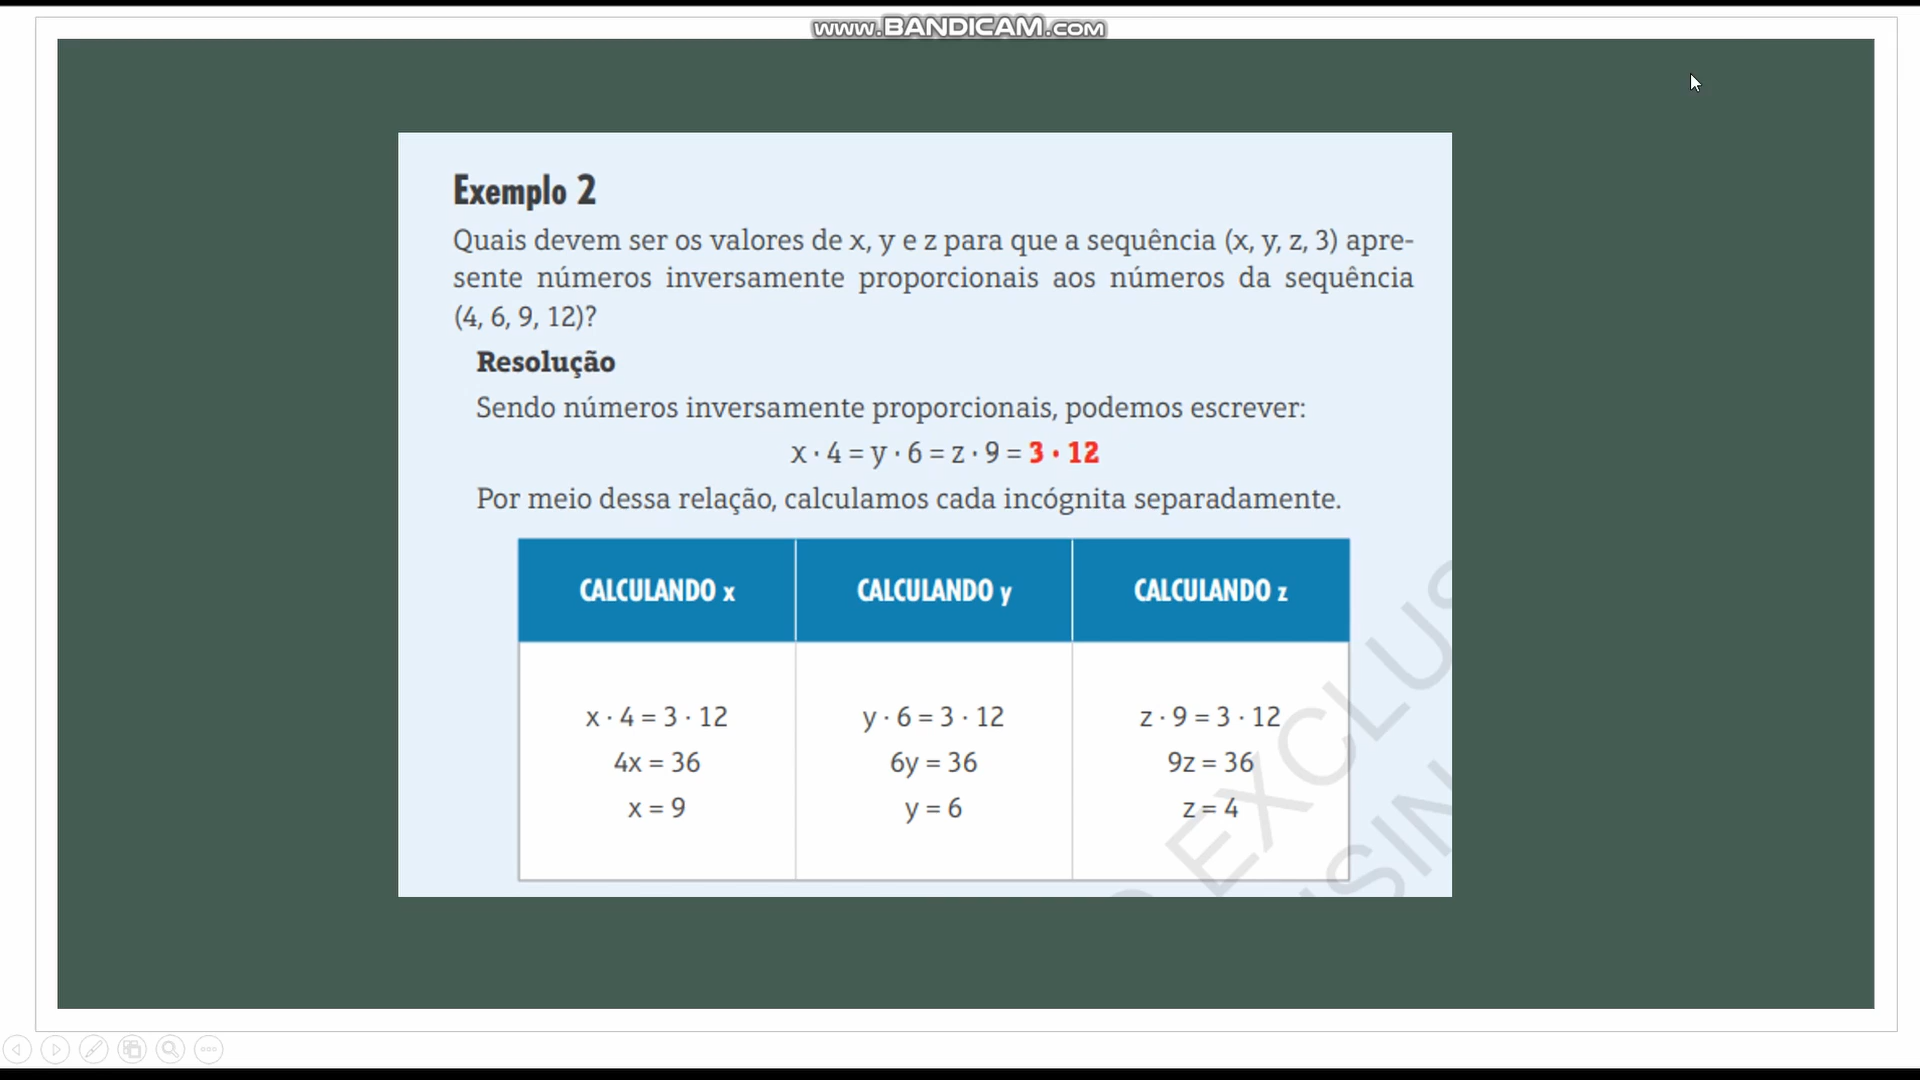 www.BANDICAM.com
Exemplo 2
Quais devem ser os valores de x, y e z para que a sequência (x, y, z, 3) apre-
sente números inversamente proporcionais aos números da sequência
(4, 6, 9, 12)?
Resolução
Sendo números inversamente proporcionais, podemos escrever:
x · 4 = y · 6 = z · 9 = 3 · 12
Por meio dessa relação, calculamos cada incógnita separadamente.
CALCULANDO x
CALCULANDO y
CALCULANDO z
x · 4 = 3 · 12
4x = 36
x = 9
y · 6 = 3 · 12
6y = 36
y = 6
z · 9 = 3 · 12
9z = 36
z = 4